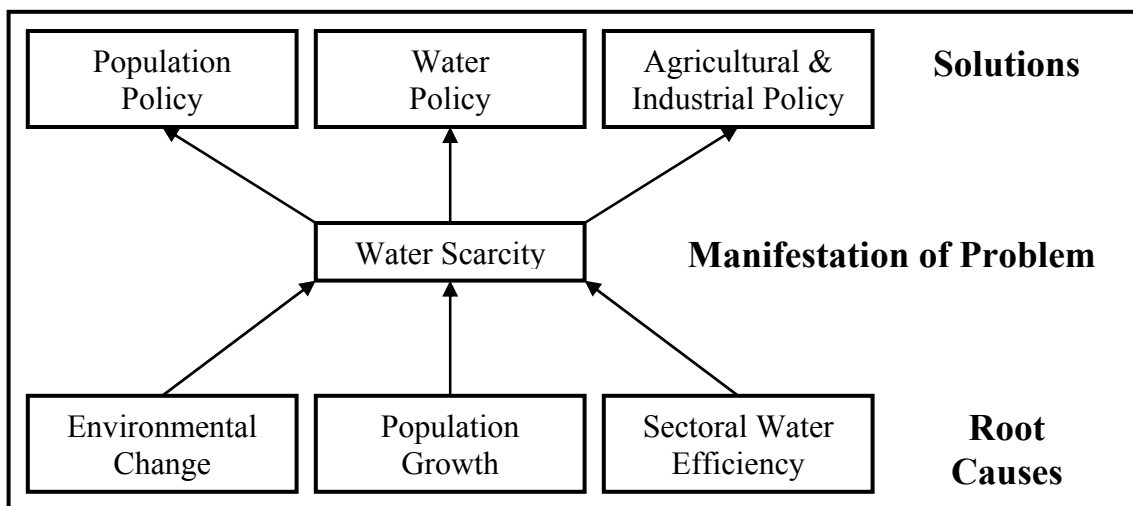 Population
Policy
Water
Policy
Agricultural &
Industrial Policy
Solutions
Water Scarcity
Manifestation of Problem
Environmental
Change
Population
Growth
Sectoral Water
Efficiency
Root
Causes